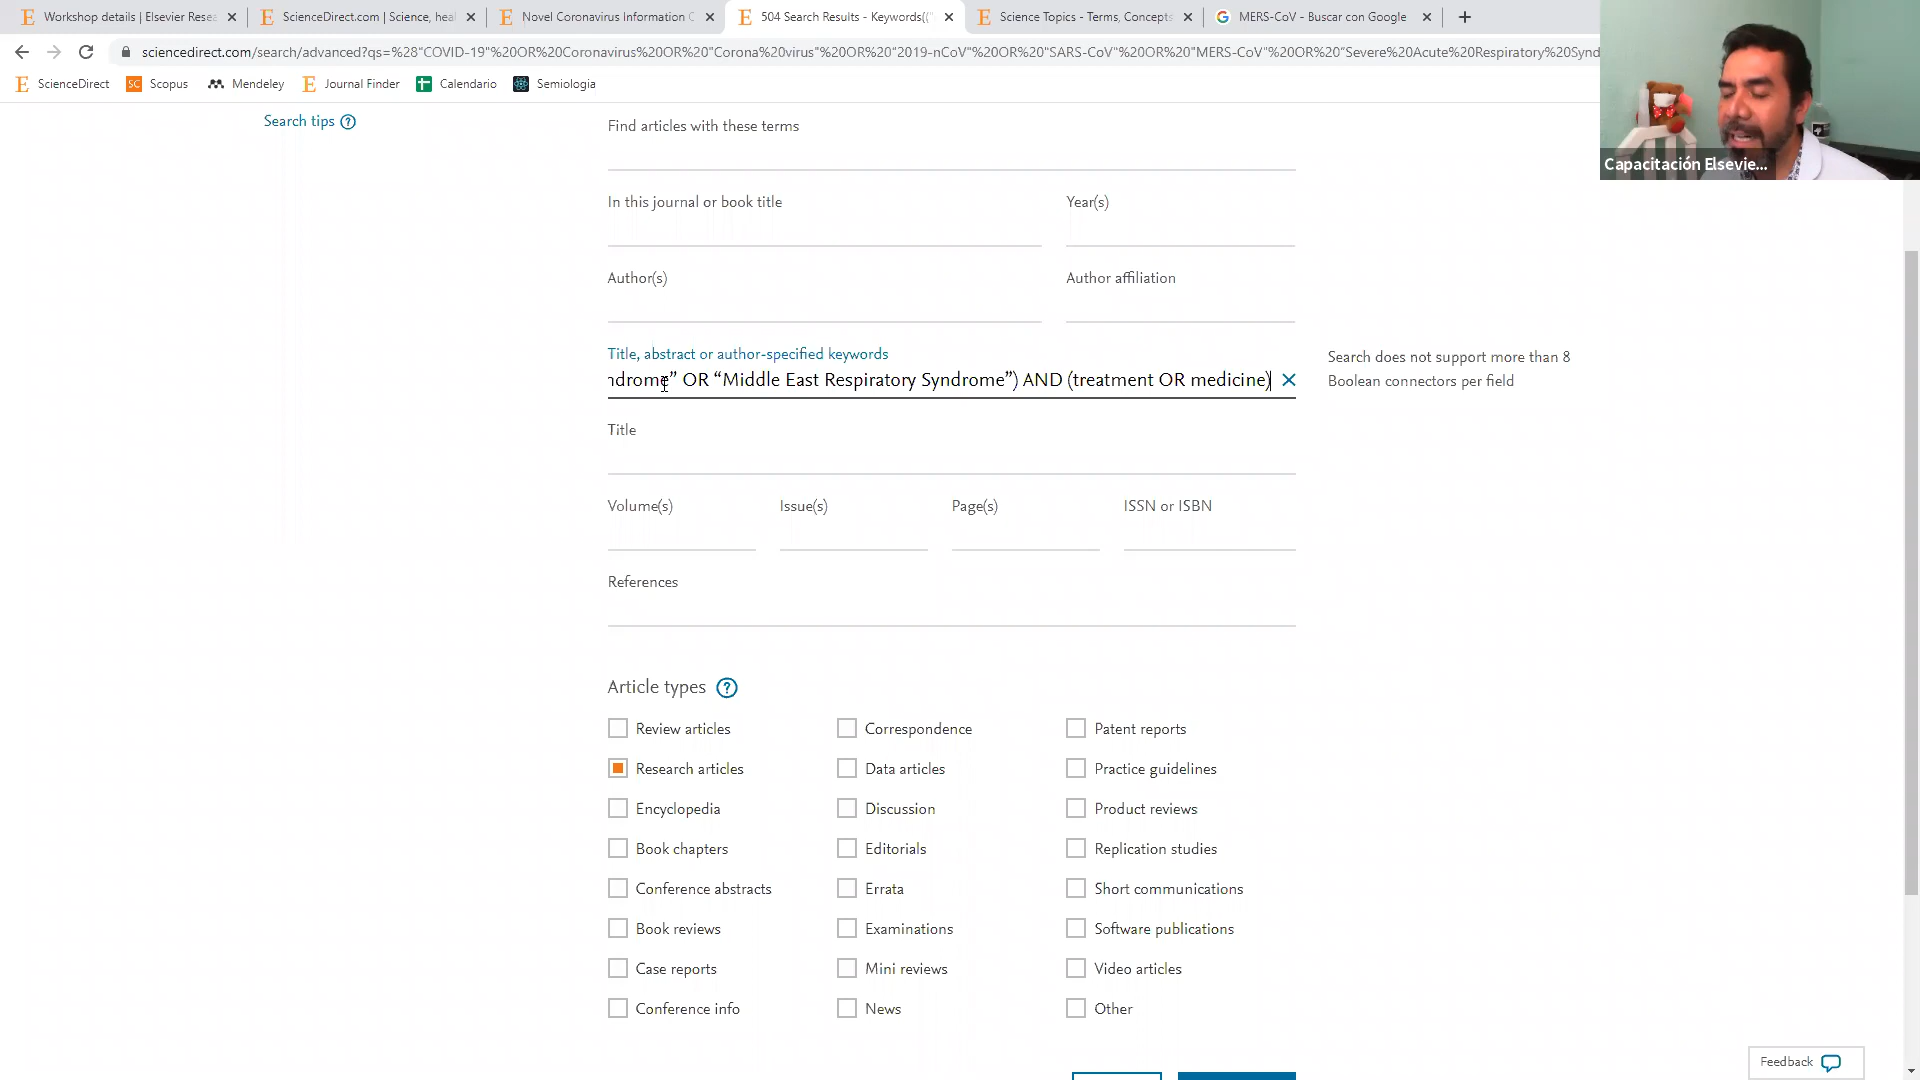 Workshop details | Elsevier Resea
ScienceDirect.com | Science, heal
Novel Coronavirus Information C
504 Search Results - Keywords(("
Science Topics - Terms, Concepts
MERS-CoV - Buscar con Google
sciencedirect.com/search/advanced?qs=%28"COVID-19"%20OR%20Coronavirus%20OR%20"Corona%20virus"%20OR%20"2019-nCoV"%20OR%20"SARS-CoV"%20OR%20"MERS-CoV"%20OR%20"Severe%20Acute%20Respiratory%20Synd
ScienceDirect
Scopus
Mendeley
Journal Finder
Calendario
Semiologia
Capacitación Elsevie...
Search tips ?
Find articles with these terms
In this journal or book title
Year(s)
Author(s)
Author affiliation
Title, abstract or author-specified keywords
ndrome” OR “Middle East Respiratory Syndrome”) AND (treatment OR medicine)
Search does not support more than 8
Boolean connectors per field
Title
Volume(s)
Issue(s)
Page(s)
ISSN or ISBN
References
Article types ?
Review articles
Correspondence
Patent reports
Research articles
Data articles
Practice guidelines
Encyclopedia
Discussion
Product reviews
Book chapters
Editorials
Replication studies
Conference abstracts
Errata
Short communications
Book reviews
Examinations
Software publications
Case reports
Mini reviews
Video articles
Conference info
News
Other
Feedback